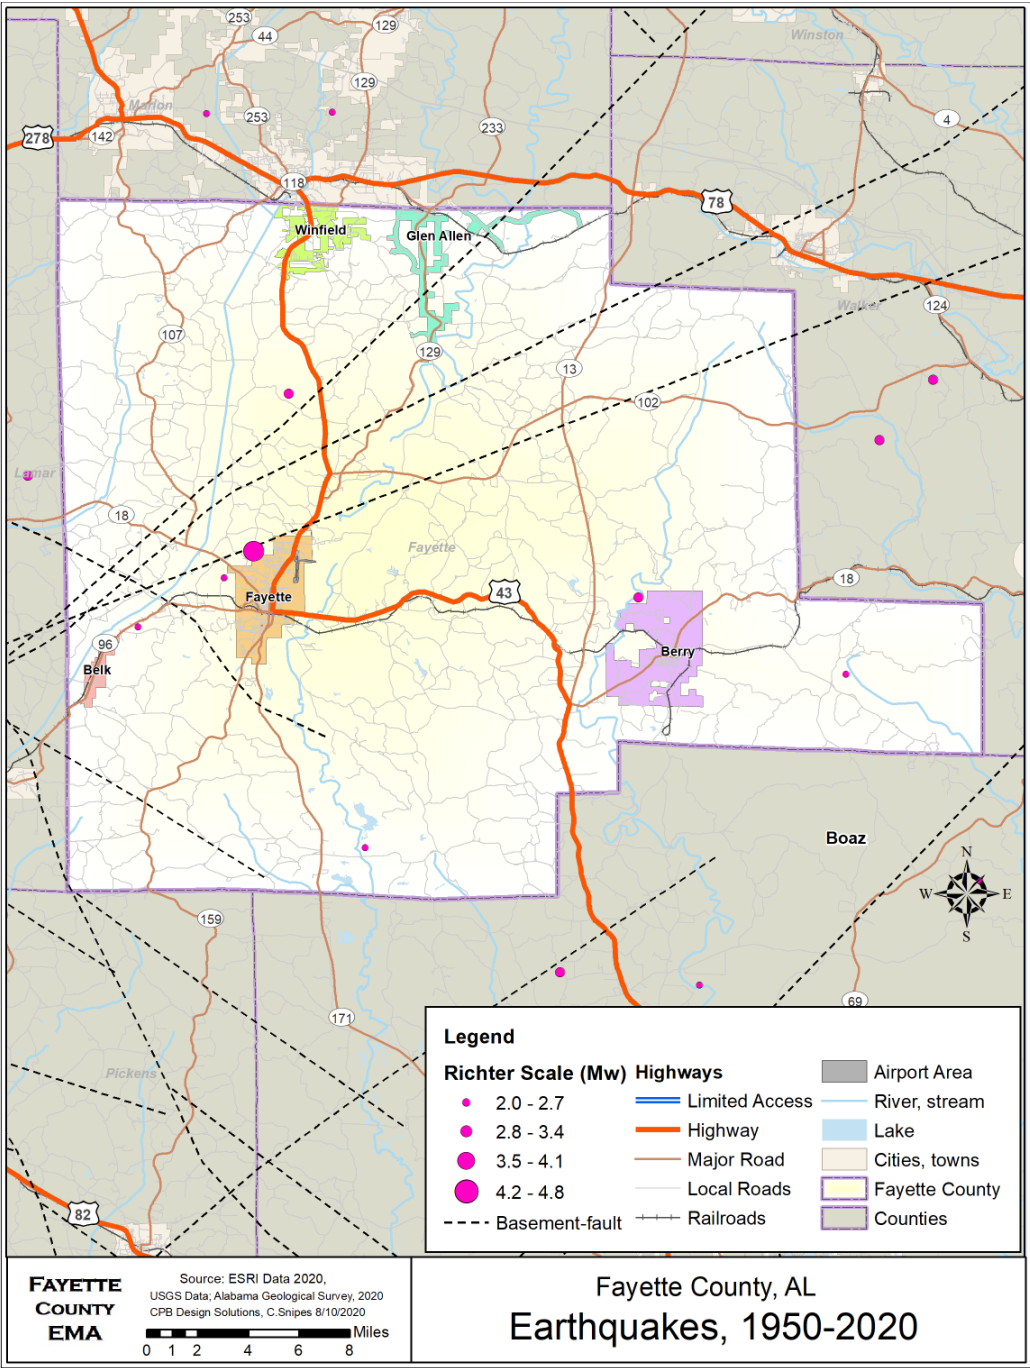 253
44
129
Winston
129
Marion
253
233
4
278
142
118
78
Winfield
Glen Allen
Walker
124
107
129
13
102
Lamar
18
Fayette
18
43
Fayette
96
Belk
Berry
Boaz
N
W
E
S
159
69
171
Pickens
82
Legend
Richter Scale (Mw)
2.0 - 2.7
2.8 - 3.4
3.5 - 4.1
4.2 - 4.8
Basement-fault
Highways
Limited Access
Highway
Major Road
Local Roads
Railroads
Airport Area
River, stream
Lake
Cities, towns
Fayette County
Counties
FAYETTE
COUNTY
EMA
Source: ESRI Data 2020,
USGS Data; Alabama Geological Survey, 2020
CPB Design Solutions, C.Snipes 8/10/2020
Miles
0 1 2 4 6 8
Fayette County, AL
Earthquakes, 1950-2020